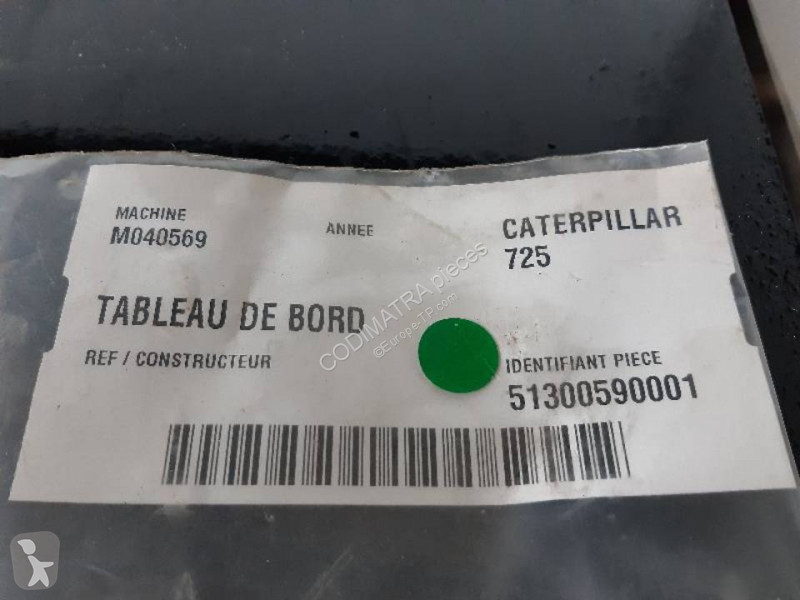 MACHINE
M040569
ANNEE
CATERPILLAR
725
TABLEAU DE BORD
REF / CONSTRUCTEUR
IDENTIFIANT PIECE
51300590001
CODIMATRA pieces
©Europe-TP.com